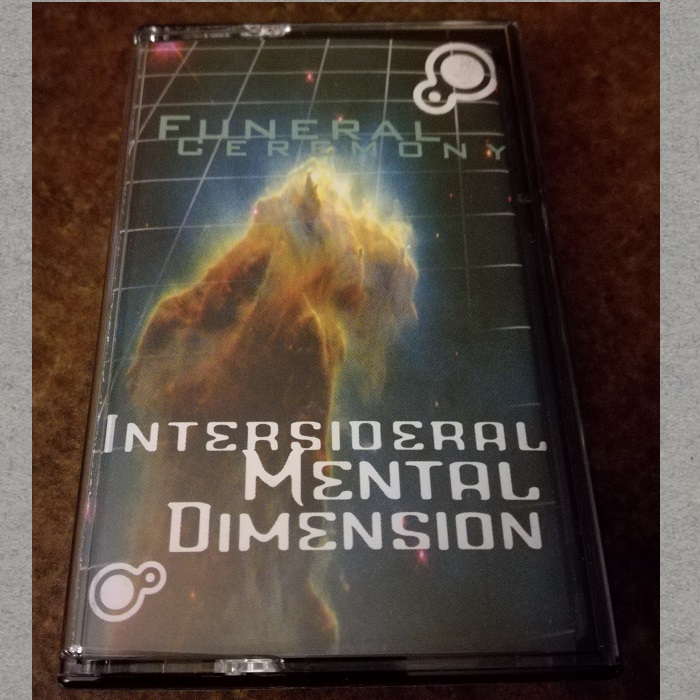 Funeral
Ceremony
Intersideral
Mental
Dimension